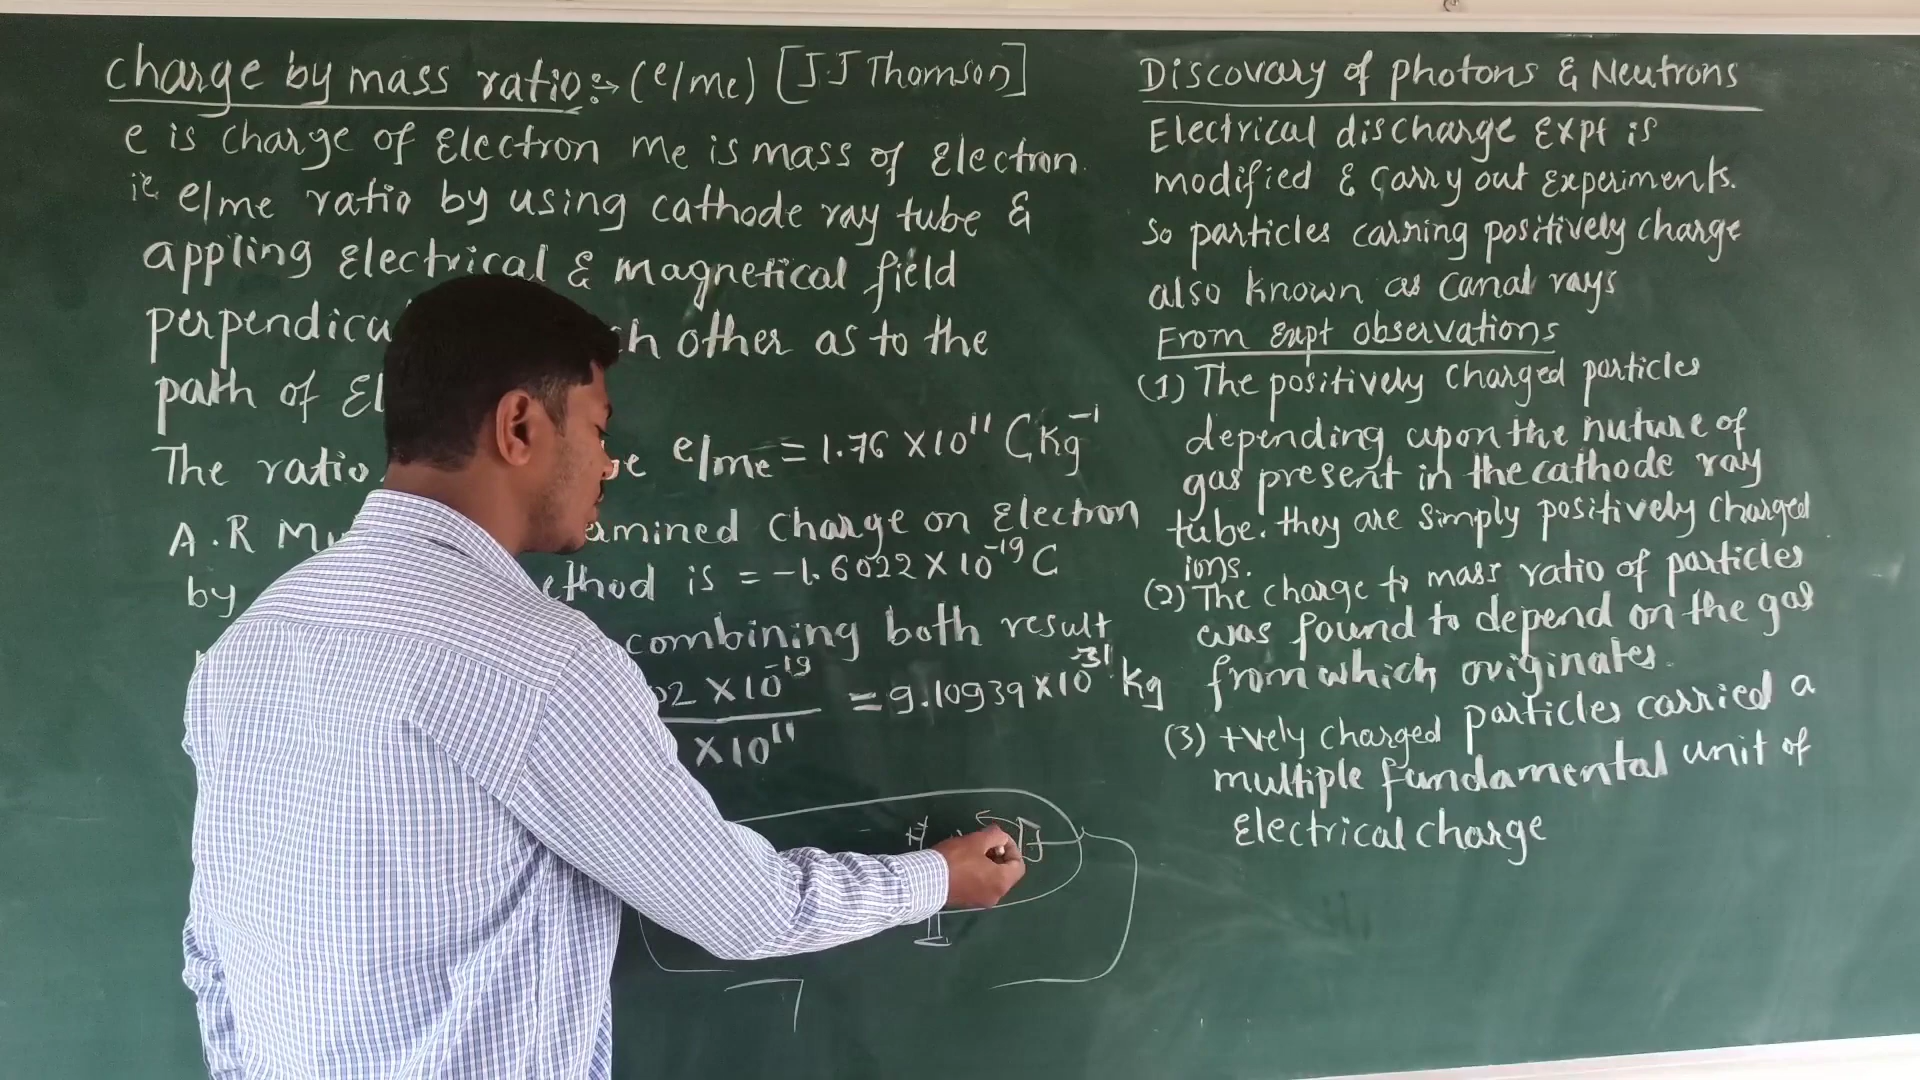 Charge by mass ratio:→ (e/me) [J J Thomson]
e is charge of Electron me is mass of Electron.
ie e/me ratio by using cathode ray tube &
appling Electrical & magnetical field
perpendicu h other as to the
path of El
The ratio e/me = 1.76 ×10¹¹ C Kg⁻¹
A.R M amined Charge on Electron
by ethod is = -1.6022 × 10⁻¹⁹ C
combining both result
02 ×10⁻¹⁹ = 9.10939 ×10⁻³¹ kg
×10¹¹
Discovary of photons & Neutrons
Electrical discharge Expt is
modified & carry out experiments.
So particles carring positively charge
also known as canal rays
From Expt observations
(1) The positively Charged particles
depending upon the nuture of
gas present in the cathode ray
tube. they are simply positively charged
ions.
(2) The charge to mass ratio of particles
was found to depend on the gas
from which originates.
(3) +vely charged particles carried a
multiple fundamental unit of
Electrical charge